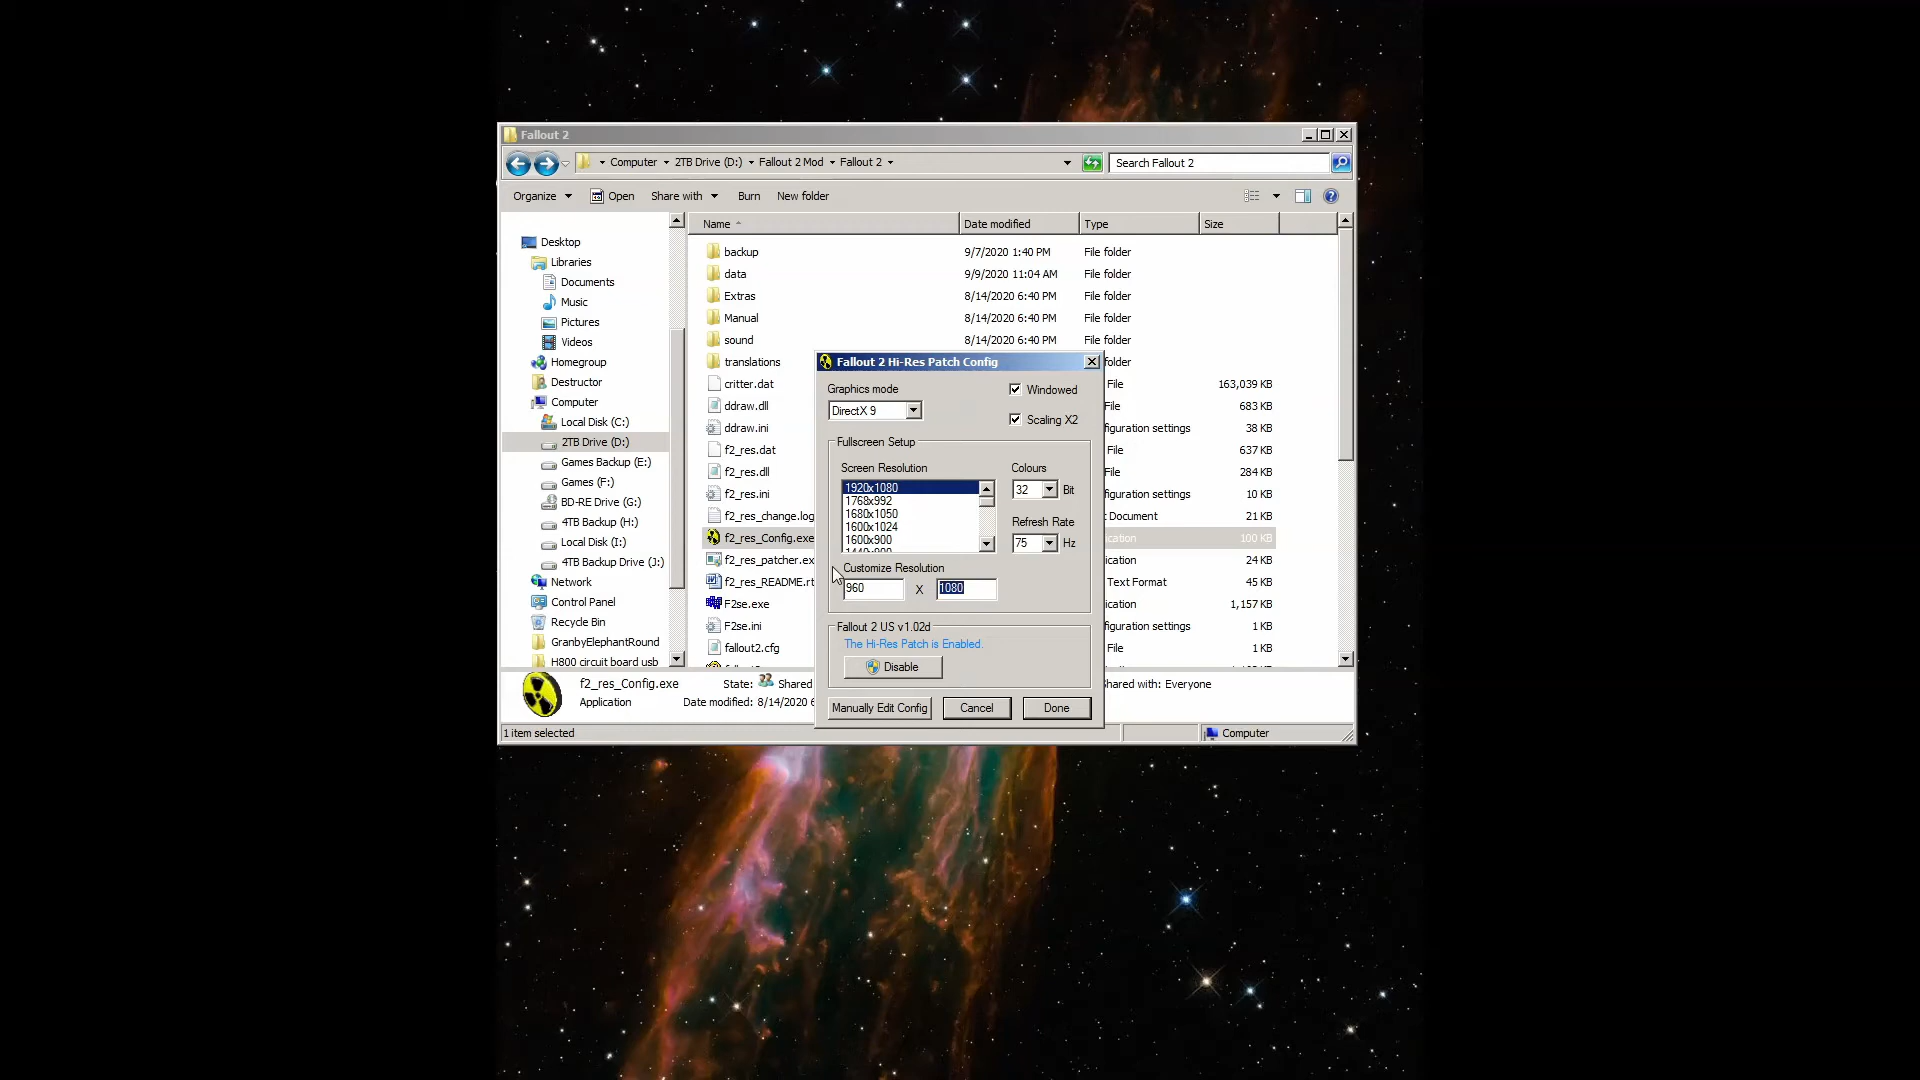 Fallout 2
Computer 2TB Drive (D:) Fallout 2 Mod Fallout 2
Search Fallout 2
Organize Open Share with Burn New folder
Name Date modified Type Size
Desktop
Libraries
Documents
Music
Pictures
Videos
Homegroup
Destructor
Computer
Local Disk (C:)
2TB Drive (D:)
Games Backup (E:)
Games (F:)
BD-RE Drive (G:)
4TB Backup (H:)
Local Disk (I:)
4TB Backup Drive (J:)
Network
Control Panel
Recycle Bin
GranbyElephantRound
H800 circuit board usb
backup 9/7/2020 1:40 PM File folder
data 9/9/2020 11:04 AM File folder
Extras 8/14/2020 6:40 PM File folder
Manual 8/14/2020 6:40 PM File folder
sound 8/14/2020 6:40 PM File folder
translations folder
critter.dat File 163,039 KB
ddraw.dll File 683 KB
ddraw.ini figuration settings 38 KB
f2_res.dat File 637 KB
f2_res.dll File 284 KB
f2_res.ini figuration settings 10 KB
f2_res_change.log t Document 21 KB
f2_res_Config.exe ication 100 KB
f2_res_patcher.ex ication 24 KB
f2_res_README.rt Text Format 45 KB
F2se.exe ication 1,157 KB
F2se.ini figuration settings 1 KB
fallout2.cfg File 1 KB
Fallout 2 Hi-Res Patch Config
Graphics mode
DirectX 9
Windowed
Scaling X2
Fullscreen Setup
Screen Resolution
1920x1080
1768x992
1680x1050
1600x1024
1600x900
1440x900
Colours
32 Bit
Refresh Rate
75 Hz
Customize Resolution
960 X 1080
Fallout 2 US v1.02d
The Hi-Res Patch is Enabled.
Disable
Manually Edit Config Cancel Done
f2_res_Config.exe State: Shared Shared with: Everyone
Application Date modified: 8/14/2020 6
1 item selected Computer